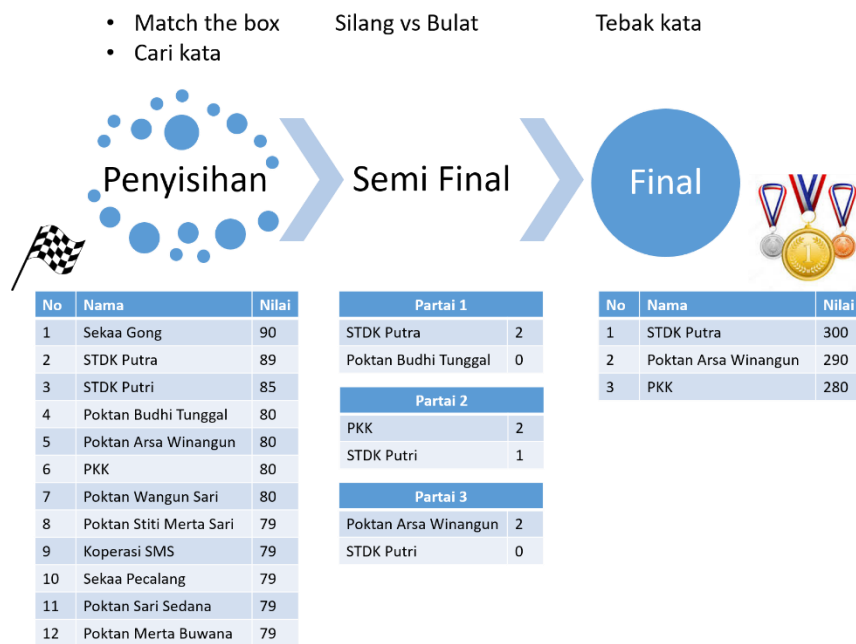 • Match the box
• Cari kata
Silang vs Bulat
Tebak kata
Penyisihan
Semi Final
Final
1
No Nama Nilai
1 Sekaa Gong 90
2 STDK Putra 89
3 STDK Putri 85
4 Poktan Budhi Tunggal 80
5 Poktan Arsa Winangun 80
6 PKK 80
7 Poktan Wangun Sari 80
8 Poktan Stiti Merta Sari 79
9 Koperasi SMS 79
10 Sekaa Pecalang 79
11 Poktan Sari Sedana 79
12 Poktan Merta Buwana 79
Partai 1
STDK Putra 2
Poktan Budhi Tunggal 0
Partai 2
PKK 2
STDK Putri 1
Partai 3
Poktan Arsa Winangun 2
STDK Putri 0
No Nama Nilai
1 STDK Putra 300
2 Poktan Arsa Winangun 290
3 PKK 280